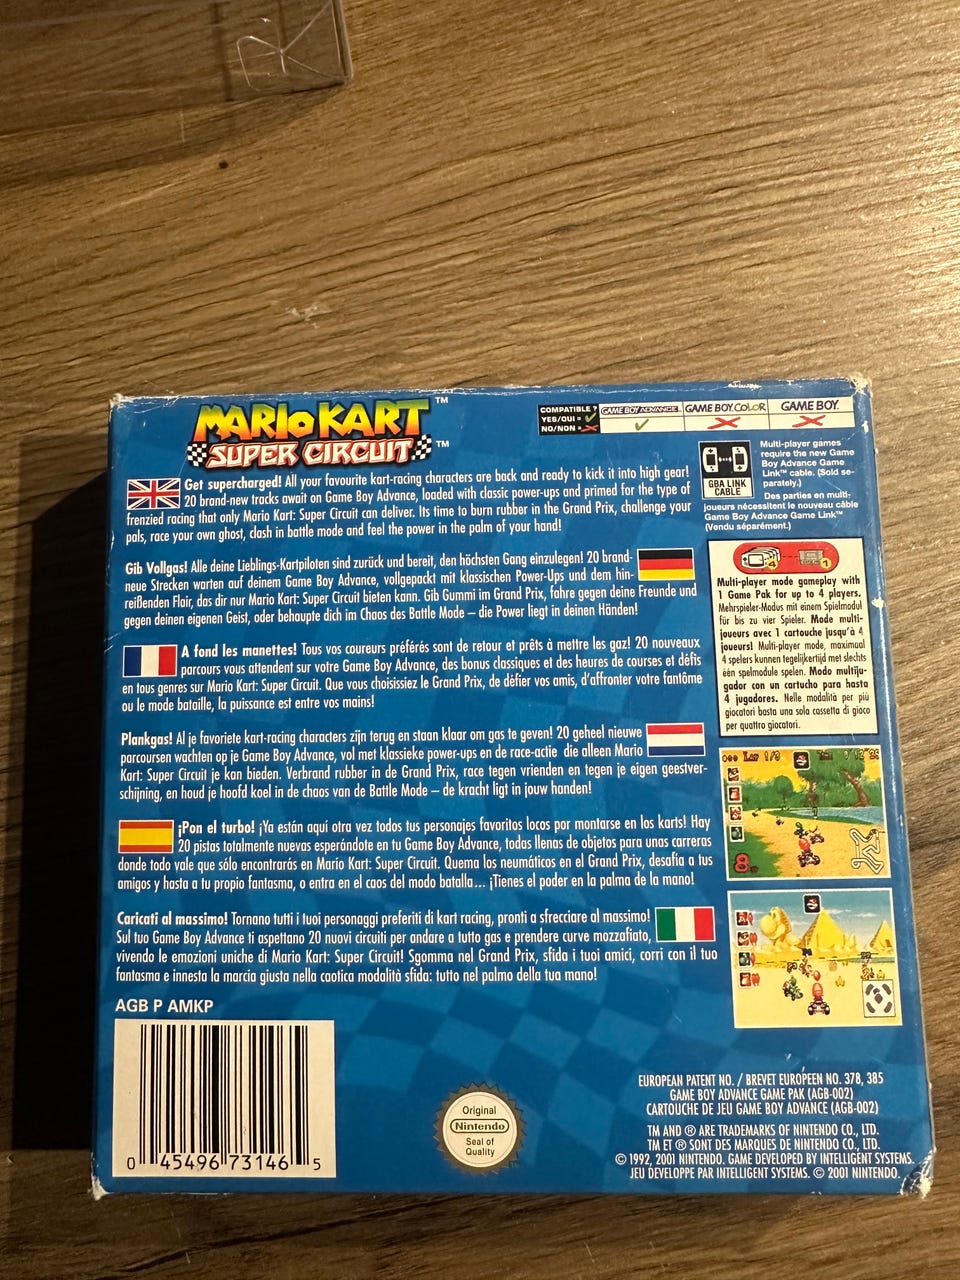 MARIO KART™
SUPER CIRCUIT™
COMPATIBLE ?
YES/OUI =
NO/NON =
GAME BOY ADVANCE
GAME BOY COLOR
GAME BOY
Get supercharged! All your favourite kart-racing characters are back and ready to kick it into high gear!
20 brand-new tracks await on Game Boy Advance, loaded with classic power-ups and primed for the type of
frenzied racing that only Mario Kart: Super Circuit can deliver. Its time to burn rubber in the Grand Prix, challenge your
pals, race your own ghost, clash in battle mode and feel the power in the palm of your hand!
GBA LINK
CABLE
Multi-player games
require the new Game
Boy Advance Game
Link™ cable. (Sold se-
parately.)
Des parties en multi-
joueurs nécessitent le nouveau câble
Game Boy Advance Game Link™
(Vendu séparément.)
Gib Vollgas! Alle deine Lieblings-Kartpiloten sind zurück und bereit, den höchsten Gang einzulegen! 20 brand-
neue Strecken warten auf deinem Game Boy Advance, vollgepackt mit klassischen Power-Ups und dem hin-
reißenden Flair, das dir nur Mario Kart: Super Circuit bieten kann. Gib Gummi im Grand Prix, fahre gegen deine Freunde und
gegen deinen eigenen Geist, oder behaupte dich im Chaos des Battle Mode – die Power liegt in deinen Händen!
4
1
Multi-player mode gameplay with
1 Game Pak for up to 4 players.
Mehrspieler-Modus mit einem Spielmodul
für bis zu vier Spieler. Mode multi-
joueurs avec 1 cartouche jusqu'à 4
joueurs! Multi-player mode, maximaal
4 spelers kunnen tegelijkertijd met slechts
één spelmodule spelen. Modo multiju-
gador con un cartucho para hasta
4 jugadores. Nelle modalità per più
giocatori basta una sola cassetta di gioco
per quattro giocatori.
A fond les manettes! Tous vos coureurs préférés sont de retour et prêts à mettre les gaz! 20 nouveaux
parcours vous attendent sur votre Game Boy Advance, des bonus classiques et des heures de courses et défis
en tous genres sur Mario Kart: Super Circuit. Que vous choisissiez le Grand Prix, de défier vos amis, d'affronter votre fantôme
ou le mode bataille, la puissance est entre vos mains!
Plankgas! Al je favoriete kart-racing characters zijn terug en staan klaar om gas te geven! 20 geheel nieuwe
parcoursen wachten op je Game Boy Advance, vol met klassieke power-ups en de race-actie die alleen Mario
Kart: Super Circuit je kan bieden. Verbrand rubber in de Grand Prix, race tegen vrienden en tegen je eigen geestver-
schijning, en houd je hoofd koel in de chaos van de Battle Mode – de kracht ligt in jouw handen!
LAP 1/3
8
¡Pon el turbo! ¡Ya están aquí otra vez todos tus personajes favoritos locos por montarse en los karts! Hay
20 pistas totalmente nuevas esperándote en tu Game Boy Advance, todas llenas de objetos para unas carreras
donde todo vale que sólo encontrarás en Mario Kart: Super Circuit. Quema los neumáticos en el Grand Prix, desafía a tus
amigos y hasta a tu propio fantasma, o entra en el caos del modo batalla... ¡Tienes el poder en la palma de la mano!
Caricati al massimo! Tornano tutti i tuoi personaggi preferiti di kart racing, pronti a sfrecciare al massimo!
Sul tuo Game Boy Advance ti aspettano 20 nuovi circuiti per andare a tutto gas e prendere curve mozzafiato,
vivendo le emozioni uniche di Mario Kart: Super Circuit! Sgomma nel Grand Prix, sfida i tuoi amici, corri con il tuo
fantasma e innesta la marcia giusta nella caotica modalità sfida: tutto nel palmo della tua mano!
AGB P AMKP
0 45496 73146 5
Original
Nintendo
Seal of
Quality
EUROPEAN PATENT NO. / BREVET EUROPÉEN NO. 378, 385
GAME BOY ADVANCE GAME PAK (AGB-002)
CARTOUCHE DE JEU GAME BOY ADVANCE (AGB-002)
TM AND ® ARE TRADEMARKS OF NINTENDO CO., LTD.
TM ET ® SONT DES MARQUES DE NINTENDO CO., LTD.
© 1992, 2001 NINTENDO. GAME DEVELOPED BY INTELLIGENT SYSTEMS.
JEU DEVELOPPE PAR INTELLIGENT SYSTEMS. © 2001 NINTENDO.